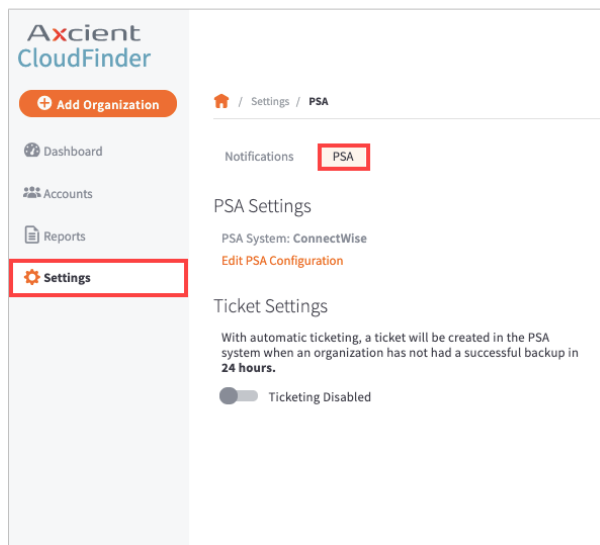 Axcient
CloudFinder
Add Organization
Dashboard
Accounts
Reports
Settings
/ Settings / PSA
Notifications
PSA
PSA Settings
PSA System: ConnectWise
Edit PSA Configuration
Ticket Settings
With automatic ticketing, a ticket will be created in the PSA
system when an organization has not had a successful backup in
24 hours.
Ticketing Disabled